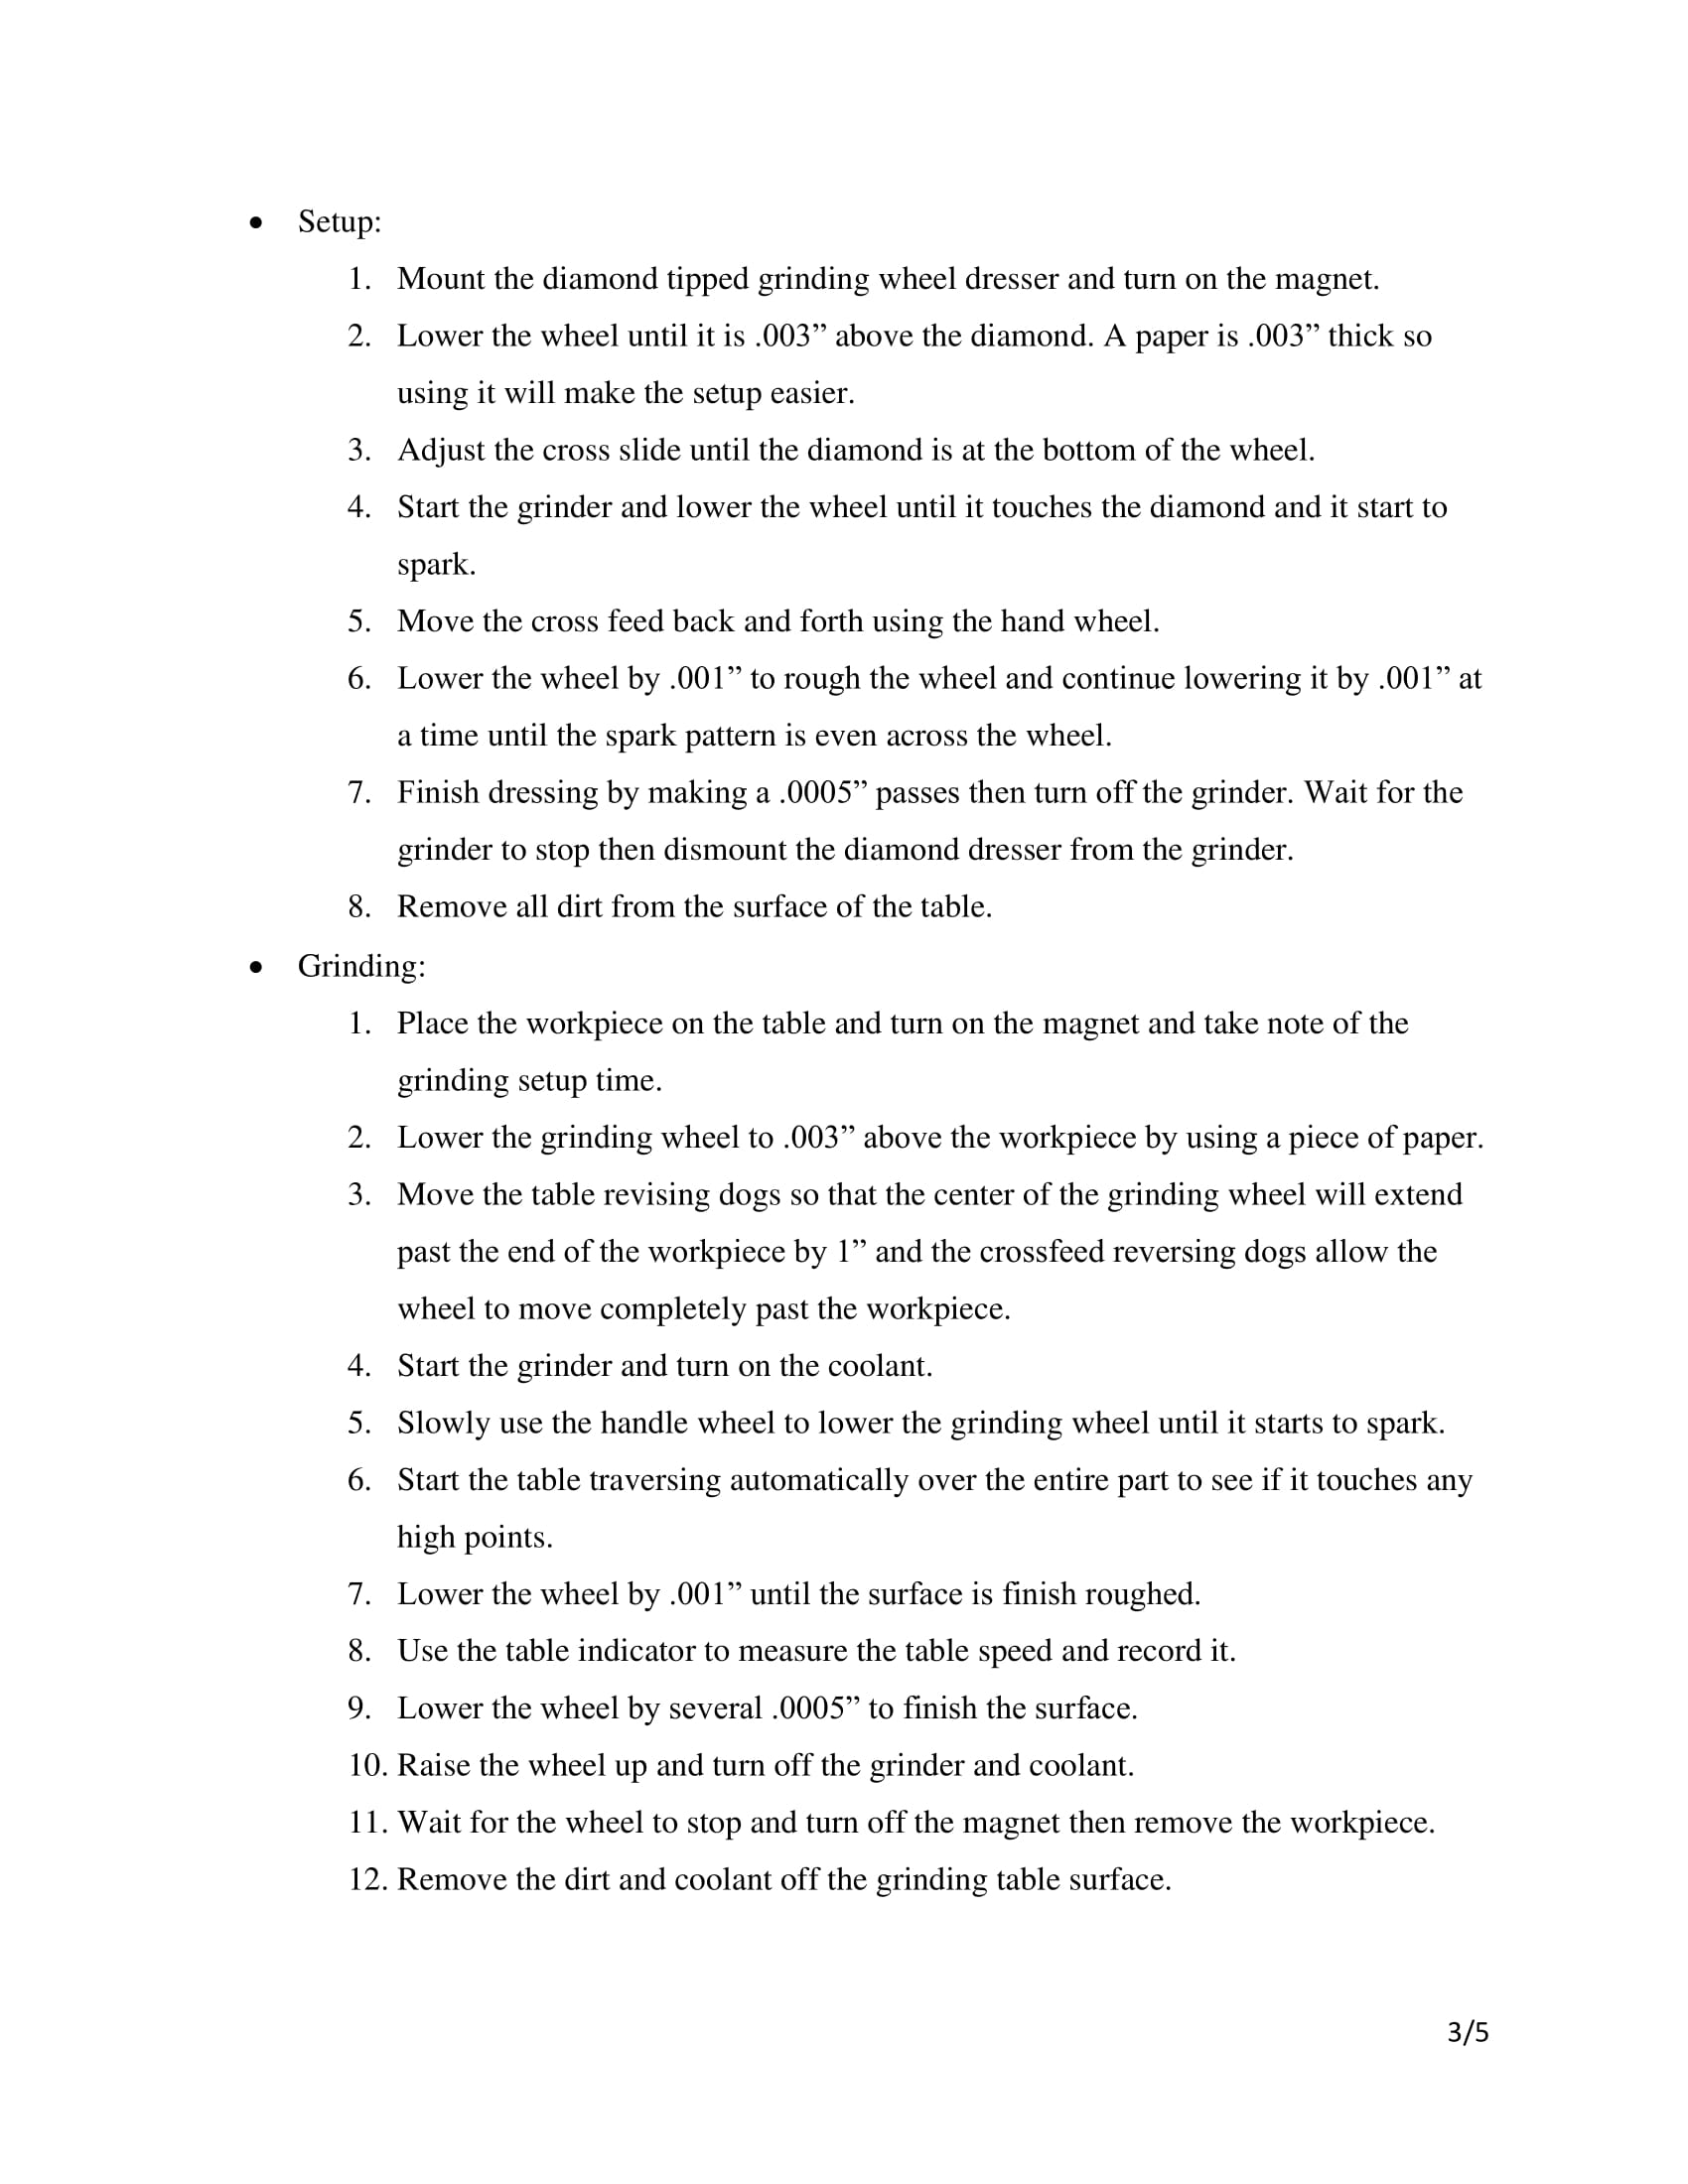 • Setup:
1. Mount the diamond tipped grinding wheel dresser and turn on the magnet.
2. Lower the wheel until it is .003” above the diamond. A paper is .003” thick so
using it will make the setup easier.
3. Adjust the cross slide until the diamond is at the bottom of the wheel.
4. Start the grinder and lower the wheel until it touches the diamond and it start to
spark.
5. Move the cross feed back and forth using the hand wheel.
6. Lower the wheel by .001” to rough the wheel and continue lowering it by .001” at
a time until the spark pattern is even across the wheel.
7. Finish dressing by making a .0005” passes then turn off the grinder. Wait for the
grinder to stop then dismount the diamond dresser from the grinder.
8. Remove all dirt from the surface of the table.
• Grinding:
1. Place the workpiece on the table and turn on the magnet and take note of the
grinding setup time.
2. Lower the grinding wheel to .003” above the workpiece by using a piece of paper.
3. Move the table revising dogs so that the center of the grinding wheel will extend
past the end of the workpiece by 1” and the crossfeed reversing dogs allow the
wheel to move completely past the workpiece.
4. Start the grinder and turn on the coolant.
5. Slowly use the handle wheel to lower the grinding wheel until it starts to spark.
6. Start the table traversing automatically over the entire part to see if it touches any
high points.
7. Lower the wheel by .001” until the surface is finish roughed.
8. Use the table indicator to measure the table speed and record it.
9. Lower the wheel by several .0005” to finish the surface.
10. Raise the wheel up and turn off the grinder and coolant.
11. Wait for the wheel to stop and turn off the magnet then remove the workpiece.
12. Remove the dirt and coolant off the grinding table surface.
3/5